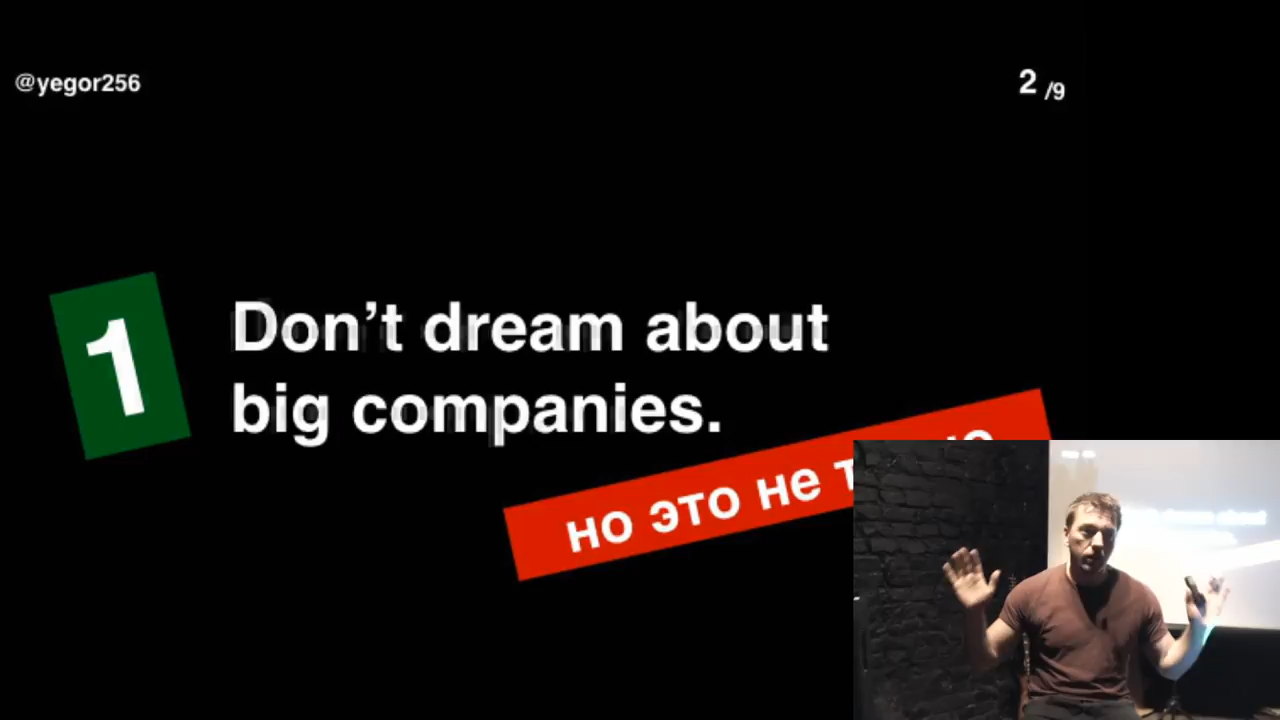 @yegor256
2 /9
1
Don’t dream about
big companies.
но это не